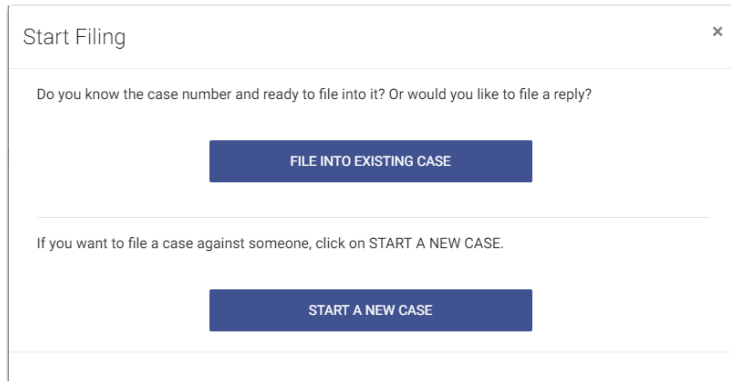 Start Filing
×
Do you know the case number and ready to file into it? Or would you like to file a reply?
FILE INTO EXISTING CASE
If you want to file a case against someone, click on START A NEW CASE.
START A NEW CASE